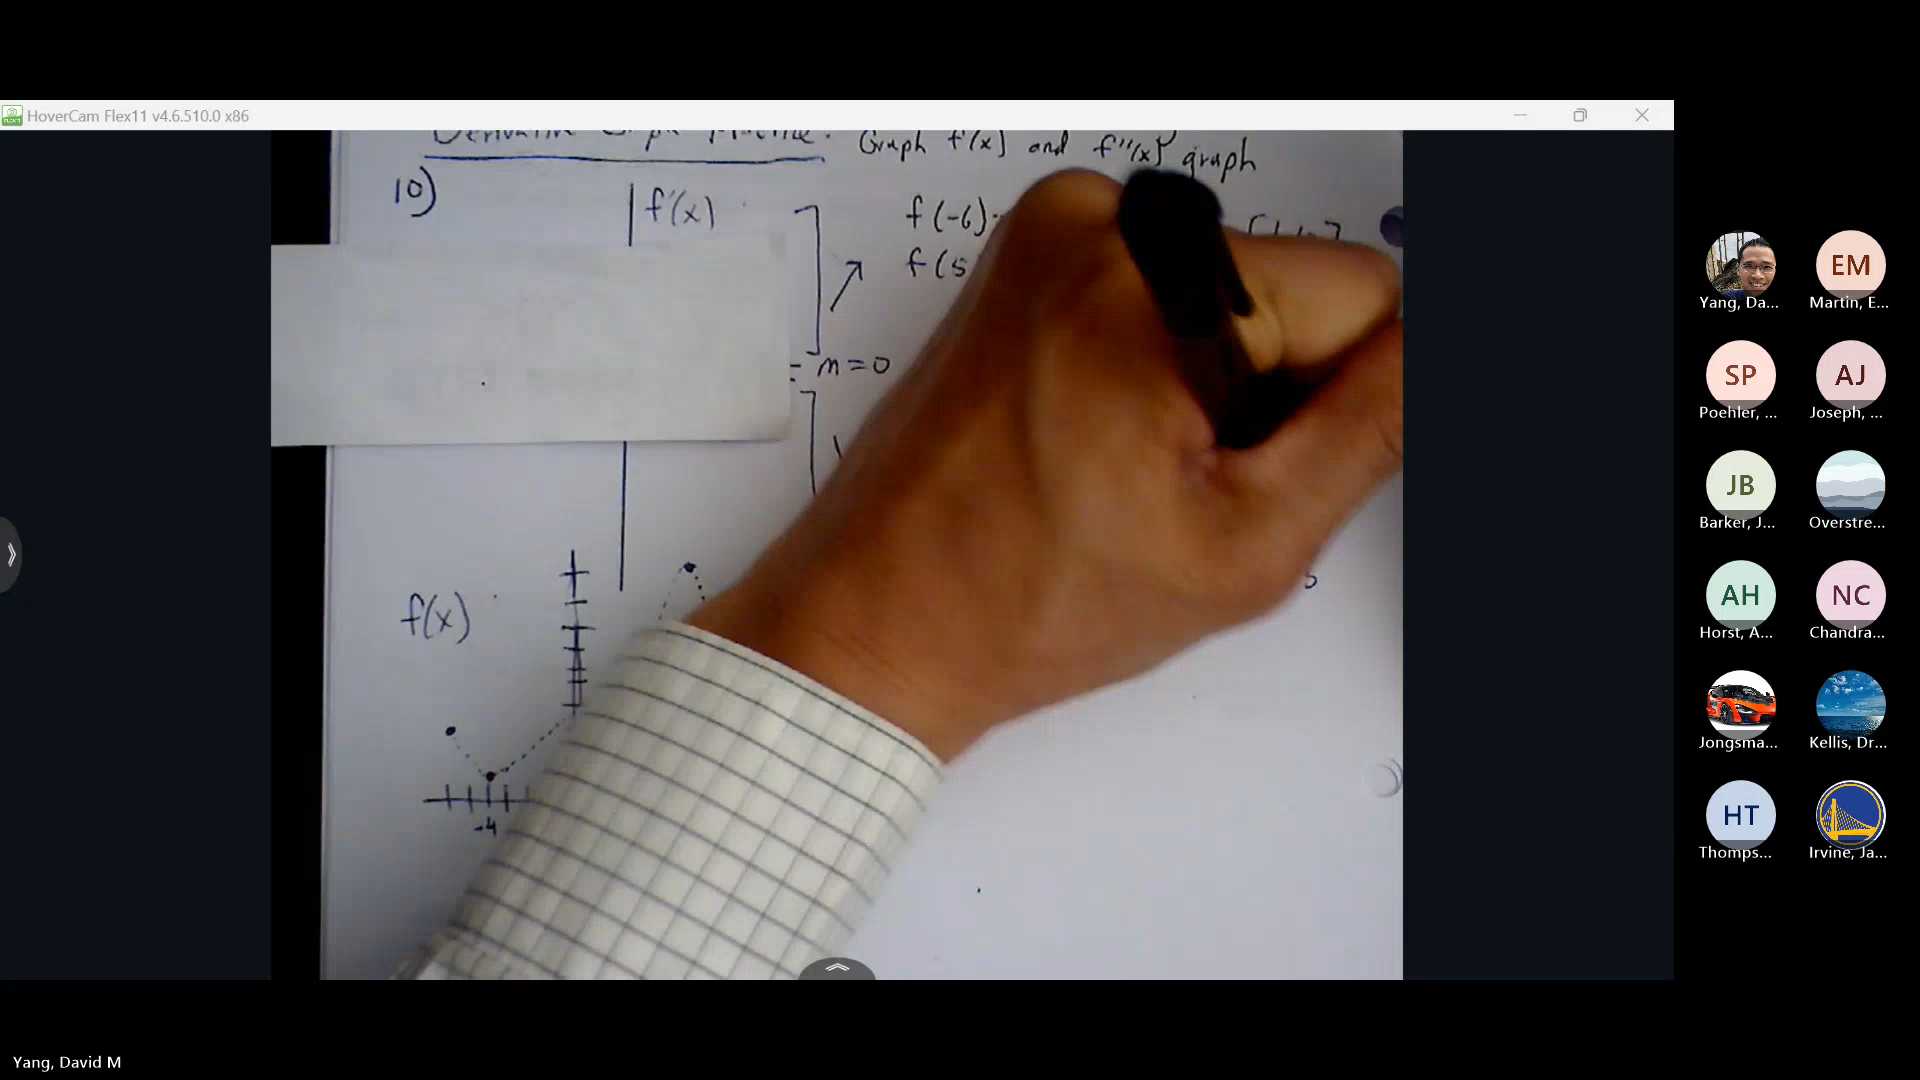 HoverCam Flex11 v4.6.510.0 x86
Graph f'(x) and f''(x) graph
10)
f'(x)
f(-6)
f(5
= m=0
f(x)
-4
Yang, Da...
EM
Martin, E...
SP
Poehler, ...
AJ
Joseph, ...
JB
Barker, J...
Overstre...
AH
Horst, A...
NC
Chandra...
Jongsma...
Kellis, Dr...
HT
Thomps...
Irvine, Ja...
Yang, David M